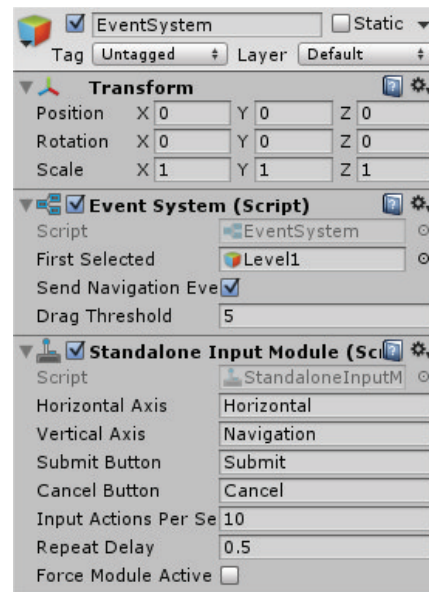 EventSystem Static
Tag Untagged Layer Default
Transform
Position X 0 Y 0 Z 0
Rotation X 0 Y 0 Z 0
Scale X 1 Y 1 Z 1
Event System (Script)
Script EventSystem
First Selected Level1
Send Navigation Eve
Drag Threshold 5
Standalone Input Module (Sci
Script StandaloneInputM
Horizontal Axis Horizontal
Vertical Axis Navigation
Submit Button Submit
Cancel Button Cancel
Input Actions Per Se 10
Repeat Delay 0.5
Force Module Active